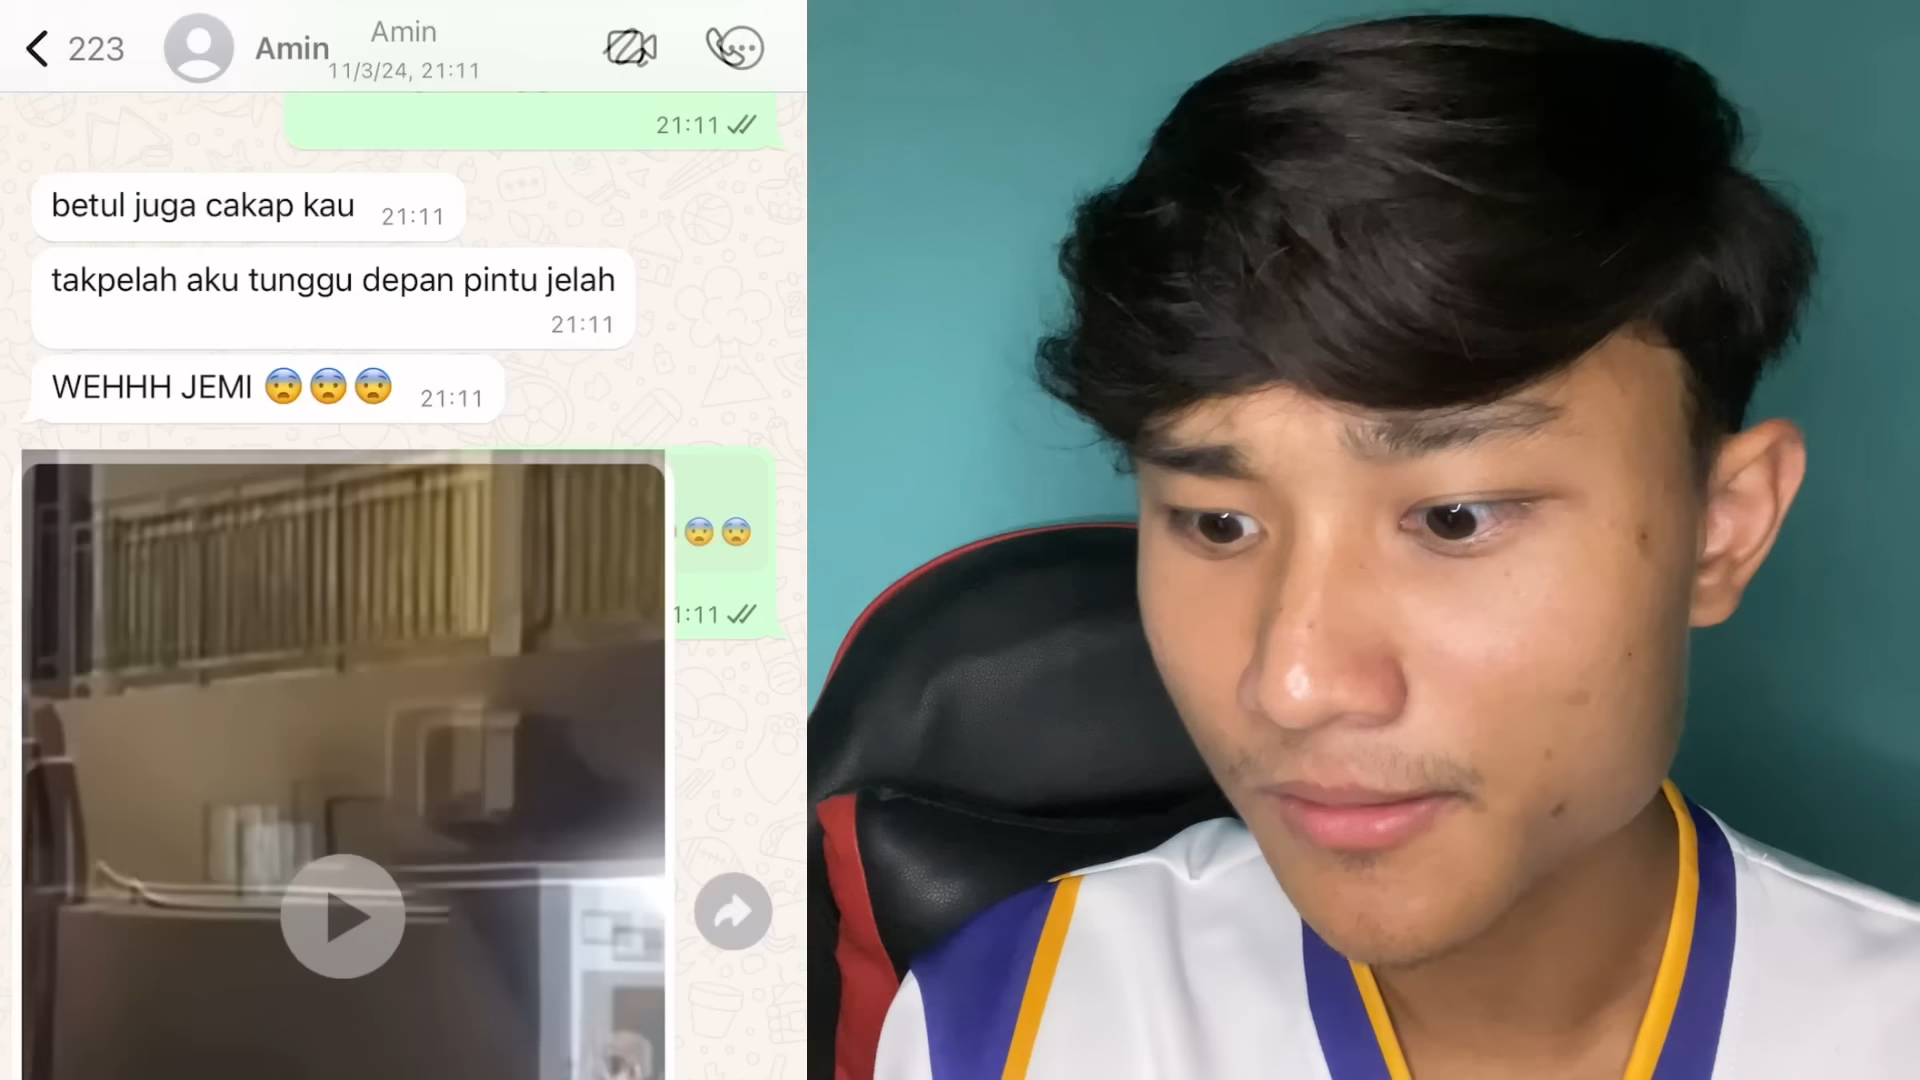 223
Amin
Amin
11/3/24, 21:11
21:11
betul juga cakap kau 21:11
takpelah aku tunggu depan pintu jelah
21:11
WEHHH JEMI 😨😨😨 21:11
😨😨
1:11